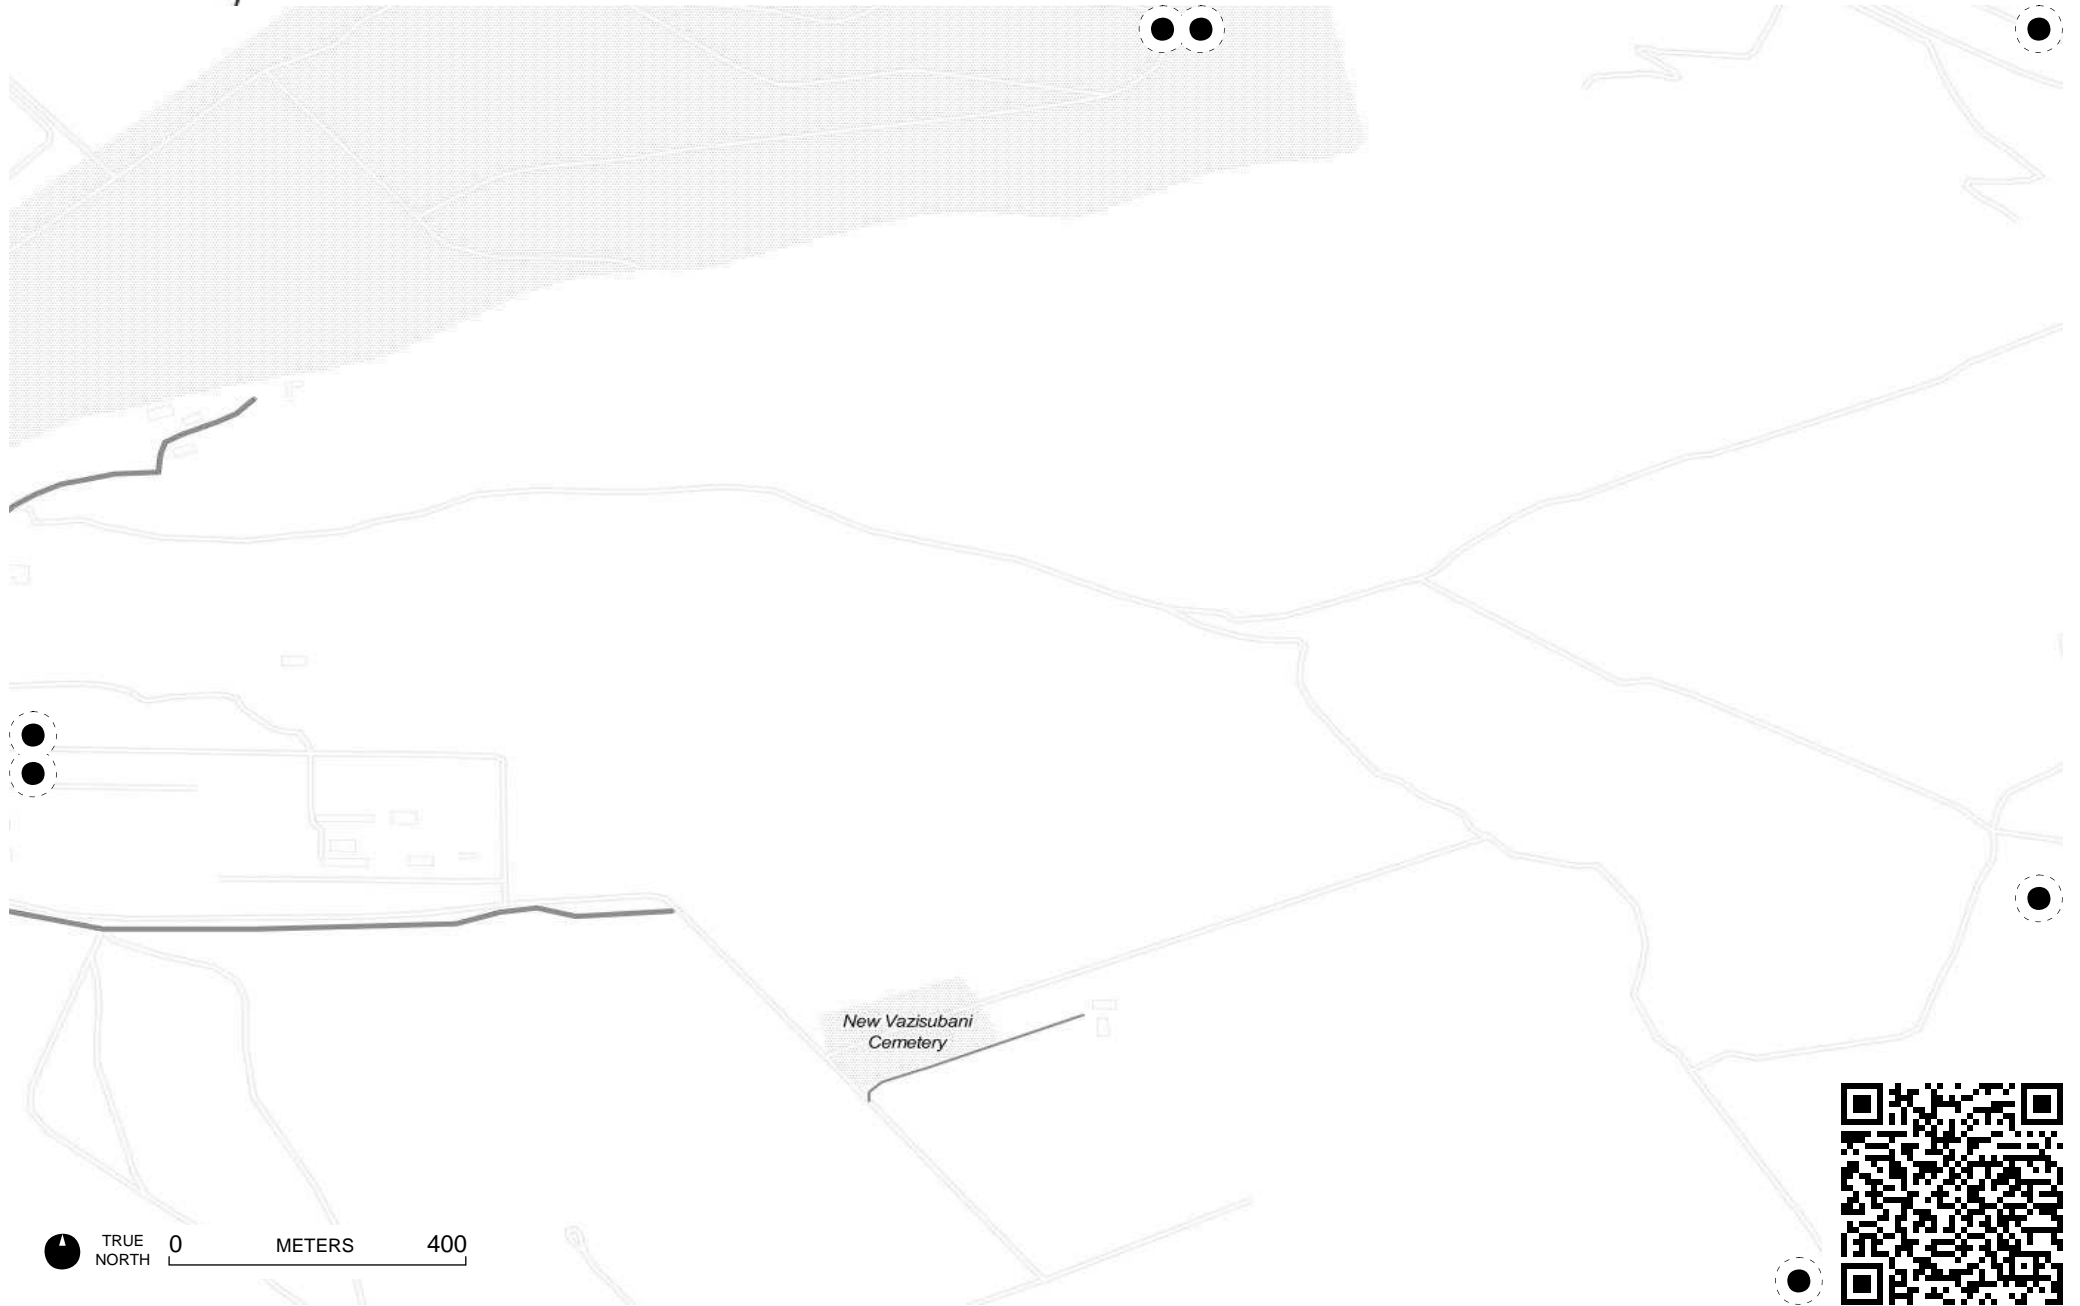 New Vazisubani
Cemetery
TRUE
NORTH
0 METERS 400